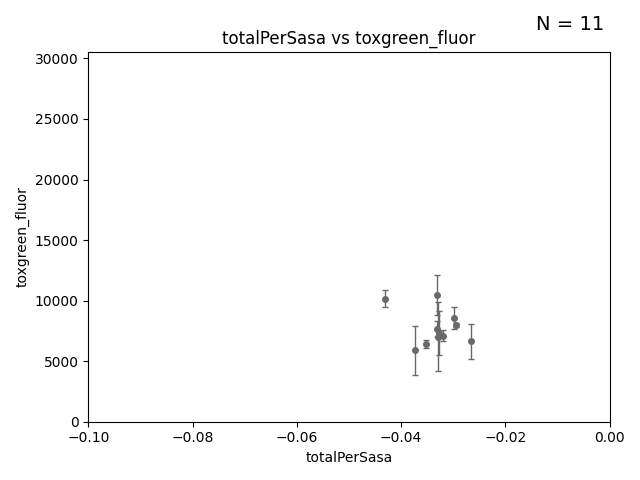 N = 11
totalPerSasa vs toxgreen_fluor
30000
25000
20000
15000
10000
5000
0
toxgreen_fluor
−0.10 −0.08 −0.06 −0.04 −0.02 0.00
totalPerSasa